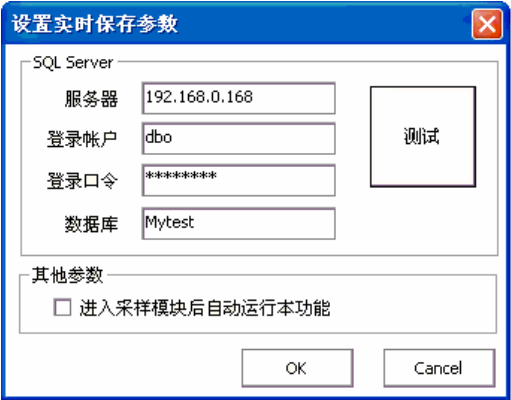 设置实时保存参数
SQL Server
服务器 192.168.0.168
登录帐户 dbo
测试
登录口令 ********
数据库 Mytest
其他参数
进入采样模块后自动运行本功能
OK Cancel